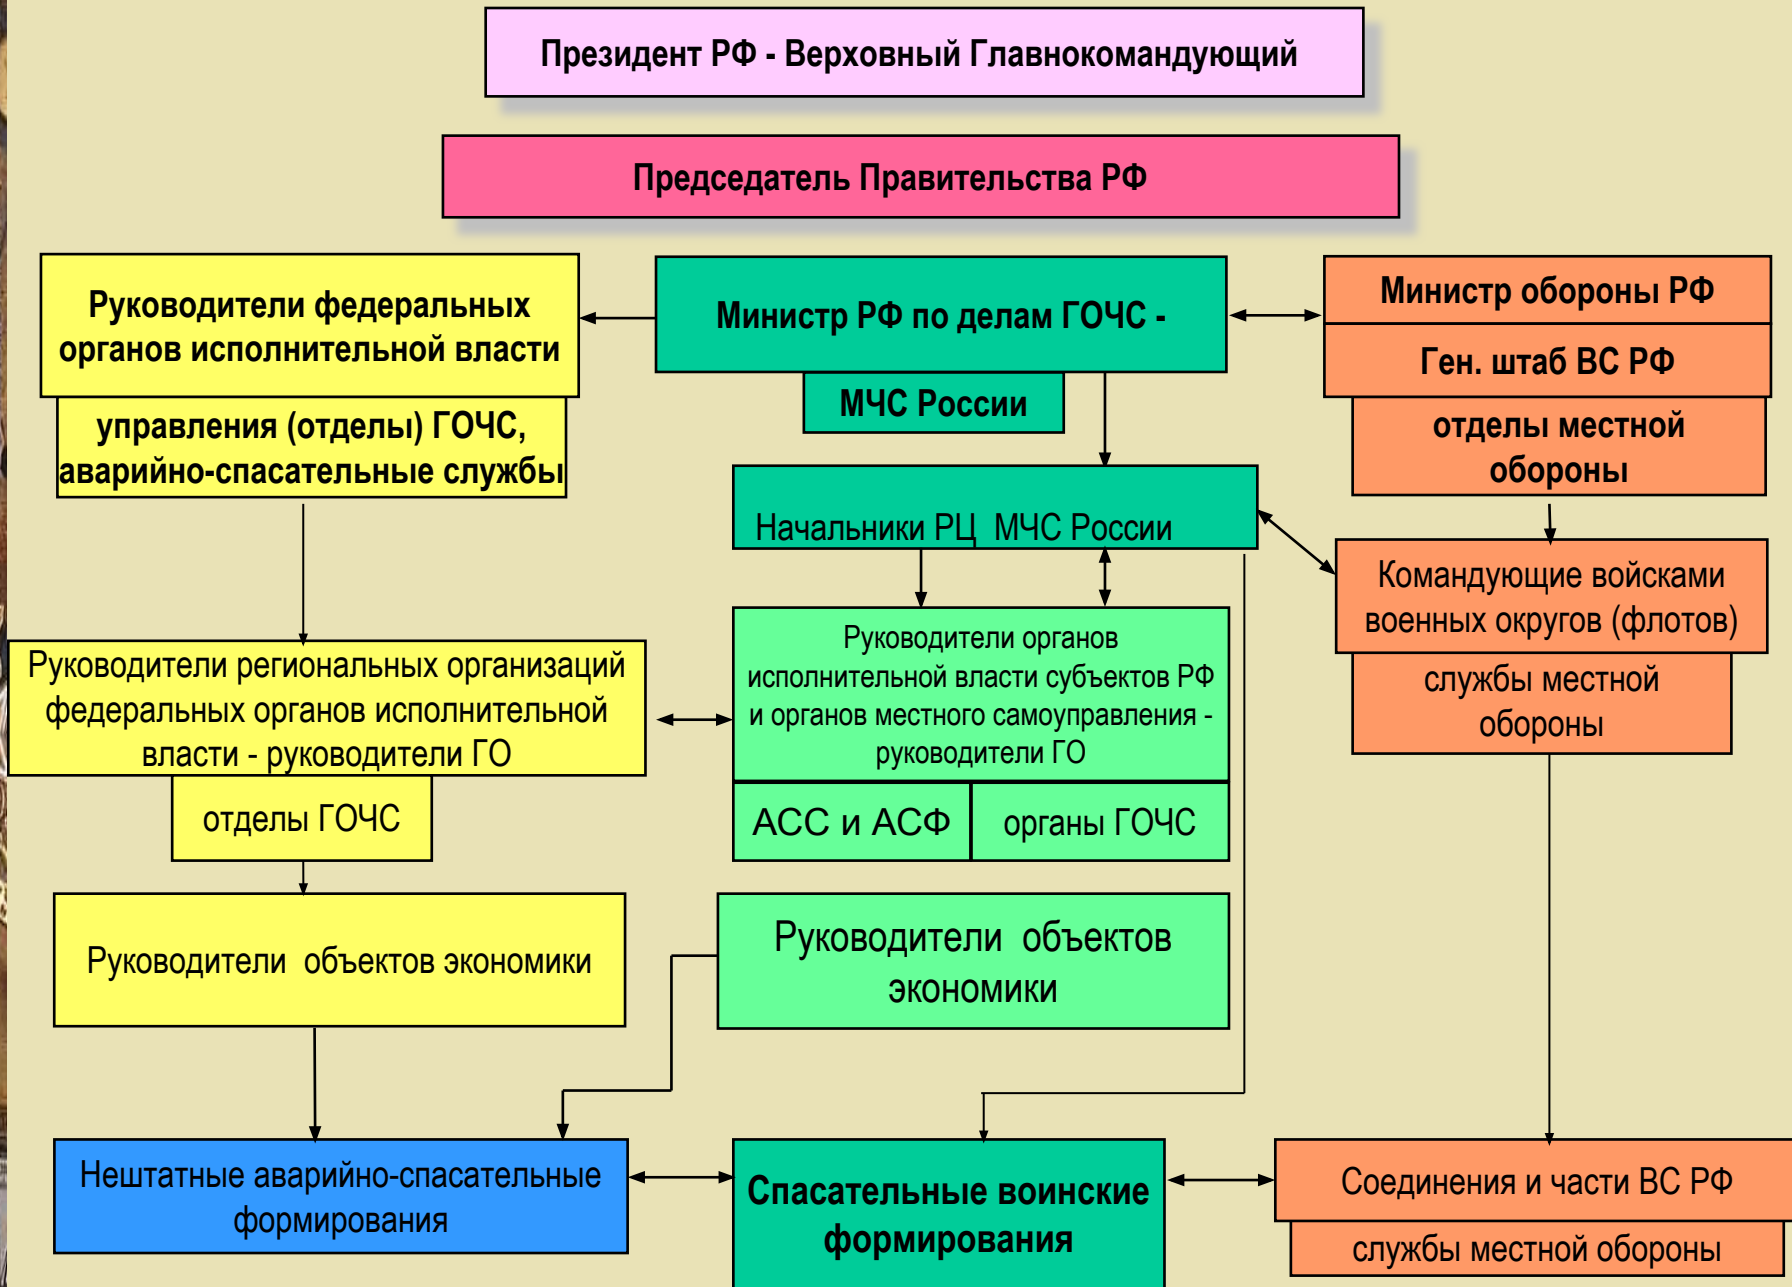 Президент РФ - Верховный Главнокомандующий
Председатель Правительства РФ
Руководители федеральных
органов исполнительной власти
управления (отделы) ГОЧС,
аварийно-спасательные службы
Министр РФ по делам ГОЧС -
МЧС России
Министр обороны РФ
Ген. штаб ВС РФ
отделы местной
обороны
Начальники РЦ МЧС России
Командующие войсками
военных округов (флотов)
службы местной
обороны
Руководители региональных организаций
федеральных органов исполнительной
власти - руководители ГО
отделы ГОЧС
Руководители органов
исполнительной власти субъектов РФ
и органов местного самоуправления -
руководители ГО
АСС и АСФ
органы ГОЧС
Руководители объектов экономики
Руководители объектов
экономики
Нештатные аварийно-спасательные
формирования
Спасательные воинские
формирования
Соединения и части ВС РФ
службы местной обороны